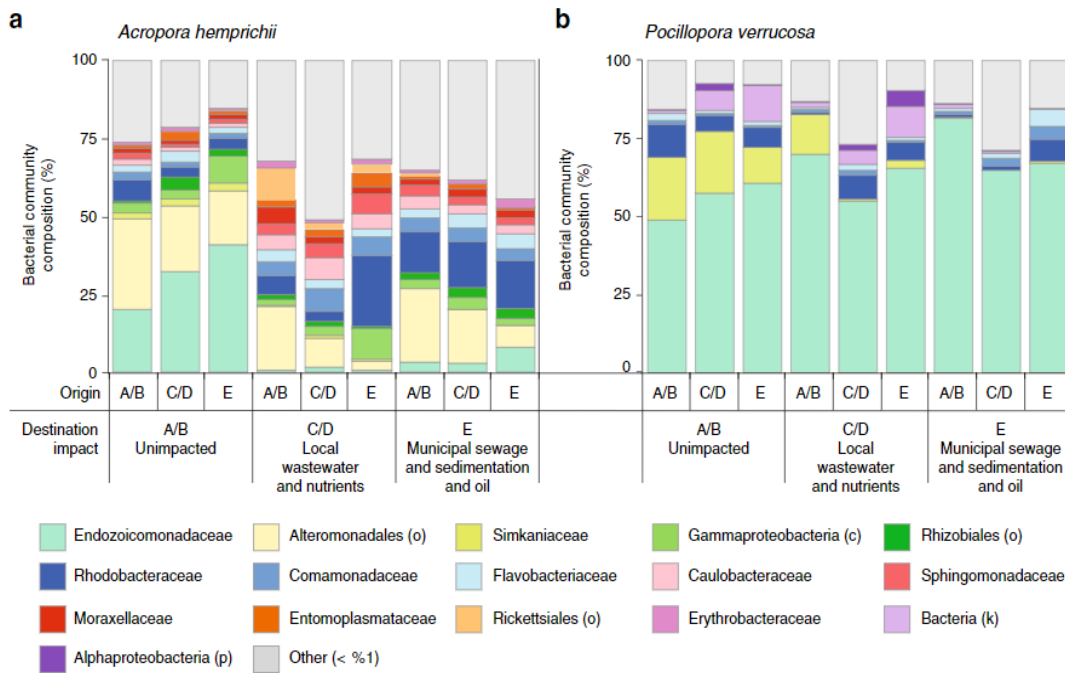 a
Acropora hemprichii
b
Pocillopora verrucosa
Bacterial community
composition (%)
100
75
50
25
0
Bacterial community
composition (%)
100
75
50
25
0
Origin A/B C/D E A/B C/D E A/B C/D E
A/B C/D E A/B C/D E A/B C/D E
Destination
impact
A/B
Unimpacted
C/D
Local
wastewater
and nutrients
E
Municipal sewage
and sedimentation
and oil
A/B
Unimpacted
C/D
Local
wastewater
and nutrients
E
Municipal sewage
and sedimentation
and oil
Endozoicomonadaceae Alteromonadales (o) Simkaniaceae Gammaproteobacteria (c) Rhizobiales (o)
Rhodobacteraceae Comamonadaceae Flavobacteriaceae Caulobacteraceae Sphingomonadaceae
Moraxellaceae Entomoplasmataceae Rickettsiales (o) Erythrobacteraceae Bacteria (k)
Alphaproteobacteria (p) Other (< %1)